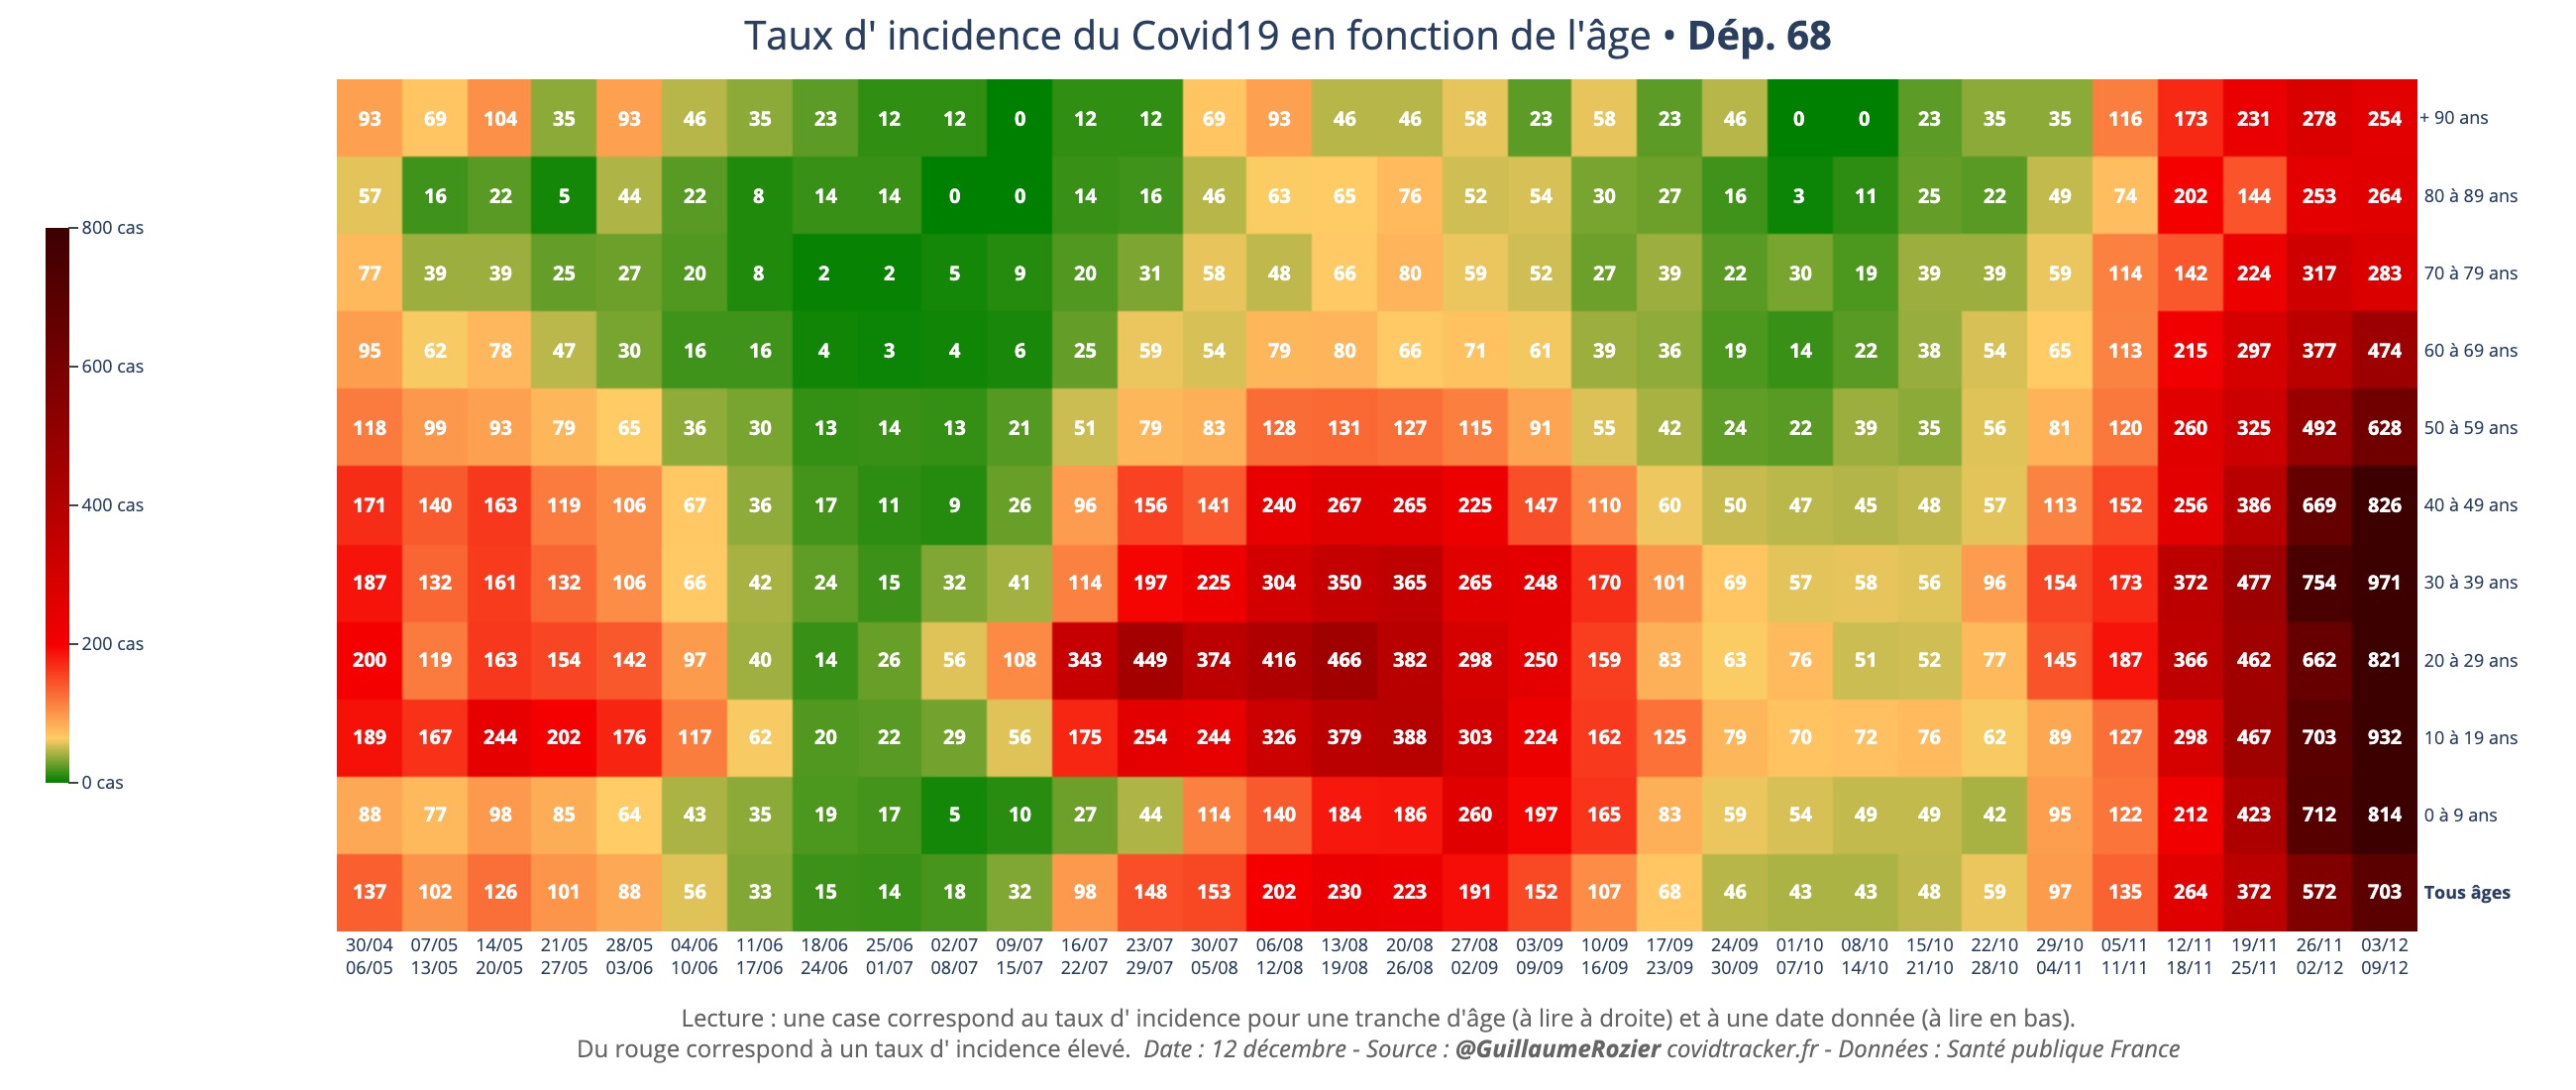 Taux d' incidence du Covid19 en fonction de l'âge • Dép. 68
93 69 104 35 93 46 35 23 12 12 0 12 12 69 93 46 46 58 23 58 23 46 0 0 23 35 35 116 173 231 278 254 + 90 ans
57 16 22 5 44 22 8 14 14 0 0 14 16 46 63 65 76 52 54 30 27 16 3 11 25 22 49 74 202 144 253 264 80 à 89 ans
800 cas
77 39 39 25 27 20 8 2 2 5 9 20 31 58 48 66 80 59 52 27 39 22 30 19 39 39 59 114 142 224 317 283 70 à 79 ans
95 62 78 47 30 16 16 4 3 4 6 25 59 54 79 80 66 71 61 39 36 19 14 22 38 54 65 113 215 297 377 474 60 à 69 ans
600 cas
118 99 93 79 65 36 30 13 14 13 21 51 79 83 128 131 127 115 91 55 42 24 22 39 35 56 81 120 260 325 492 628 50 à 59 ans
400 cas
171 140 163 119 106 67 36 17 11 9 26 96 156 141 240 267 265 225 147 110 60 50 47 45 48 57 113 152 256 386 669 826 40 à 49 ans
187 132 161 132 106 66 42 24 15 32 41 114 197 225 304 350 365 265 248 170 101 69 57 58 56 96 154 173 372 477 754 971 30 à 39 ans
200 cas
200 119 163 154 142 97 40 14 26 56 108 343 449 374 416 466 382 298 250 159 83 63 76 51 52 77 145 187 366 462 662 821 20 à 29 ans
189 167 244 202 176 117 62 20 22 29 56 175 254 244 326 379 388 303 224 162 125 79 70 72 76 62 89 127 298 467 703 932 10 à 19 ans
0 cas
88 77 98 85 64 43 35 19 17 5 10 27 44 114 140 184 186 260 197 165 83 59 54 49 49 42 95 122 212 423 712 814 0 à 9 ans
137 102 126 101 88 56 33 15 14 18 32 98 148 153 202 230 223 191 152 107 68 46 43 43 48 59 97 135 264 372 572 703 Tous âges
30/04 07/05 14/05 21/05 28/05 04/06 11/06 18/06 25/06 02/07 09/07 16/07 23/07 30/07 06/08 13/08 20/08 27/08 03/09 10/09 17/09 24/09 01/10 08/10 15/10 22/10 29/10 05/11 12/11 19/11 26/11 03/12
06/05 13/05 20/05 27/05 03/06 10/06 17/06 24/06 01/07 08/07 15/07 22/07 29/07 05/08 12/08 19/08 26/08 02/09 09/09 16/09 23/09 30/09 07/10 14/10 21/10 28/10 04/11 11/11 18/11 25/11 02/12 09/12
Lecture : une case correspond au taux d' incidence pour une tranche d'âge (à lire à droite) et à une date donnée (à lire en bas).
Du rouge correspond à un taux d' incidence élevé. Date : 12 décembre - Source : @GuillaumeRozier covidtracker.fr - Données : Santé publique France